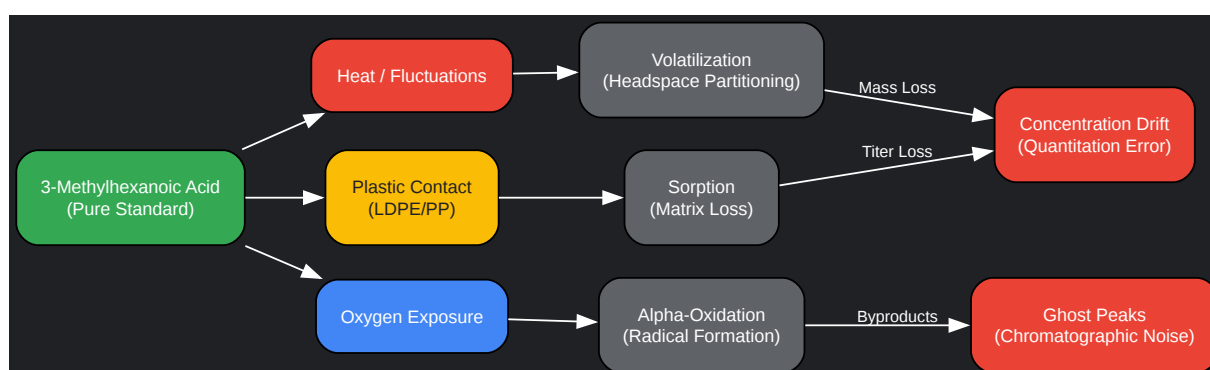 3-Methylhexanoic Acid
(Pure Standard)
Heat / Fluctuations
Volatilization
(Headspace Partitioning)
Mass Loss
Concentration Drift
(Quantitation Error)
Plastic Contact
(LDPE/PP)
Sorption
(Matrix Loss)
Titer Loss
Oxygen Exposure
Alpha-Oxidation
(Radical Formation)
Byproducts
Ghost Peaks
(Chromatographic Noise)